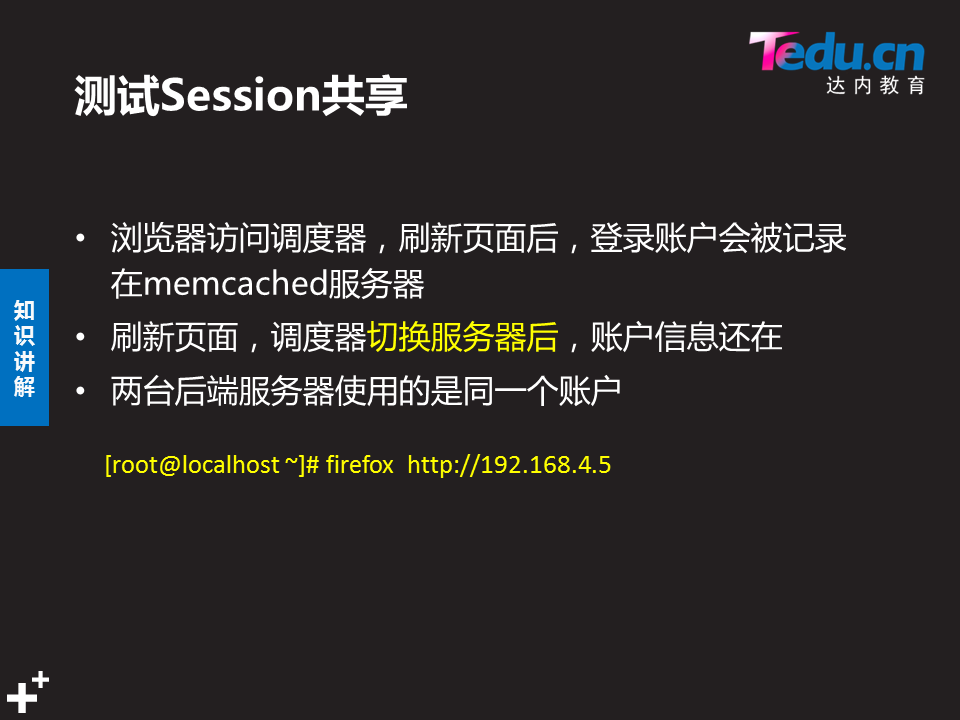 Tedu.cn
达内教育
测试Session共享
• 浏览器访问调度器，刷新页面后，登录账户会被记录
在memcached服务器
• 刷新页面，调度器切换服务器后，账户信息还在
• 两台后端服务器使用的是同一个账户
[root@localhost ~]# firefox  http://192.168.4.5
知
识
讲
解